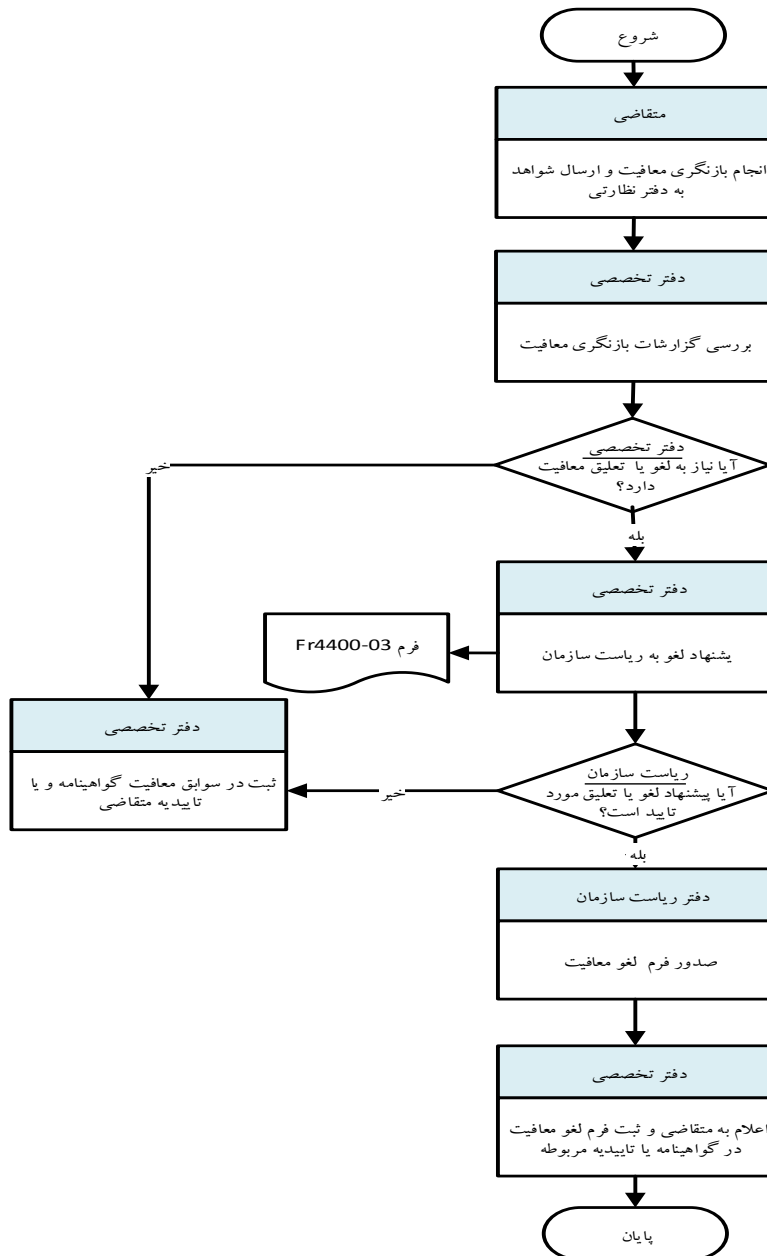 شروع
متقاضی
انجام بازنگری معافیت و ارسال شواهد
به دفتر نظارتی
دفتر تخصصی
بررسی گزارشات بازنگری معافیت
دفتر تخصصی
آیا نیاز به لغو یا تعلیق معافیت
دارد؟
خیر
بله
دفتر تخصصی
یشنهاد لغو به ریاست سازمان
فرم Fr4400-03
دفتر تخصصی
ثبت در سوابق معافیت گواهینامه و یا
تاییدیه متقاضی
ریاست سازمان
آیا پیشنهاد لغو یا تعلیق مورد
تایید است؟
خیر
بله
دفتر ریاست سازمان
صدور فرم لغو معافیت
دفتر تخصصی
اعلام به متقاضی و ثبت فرم لغو معافیت
در گواهینامه یا تاییدیه مربوطه
پایان